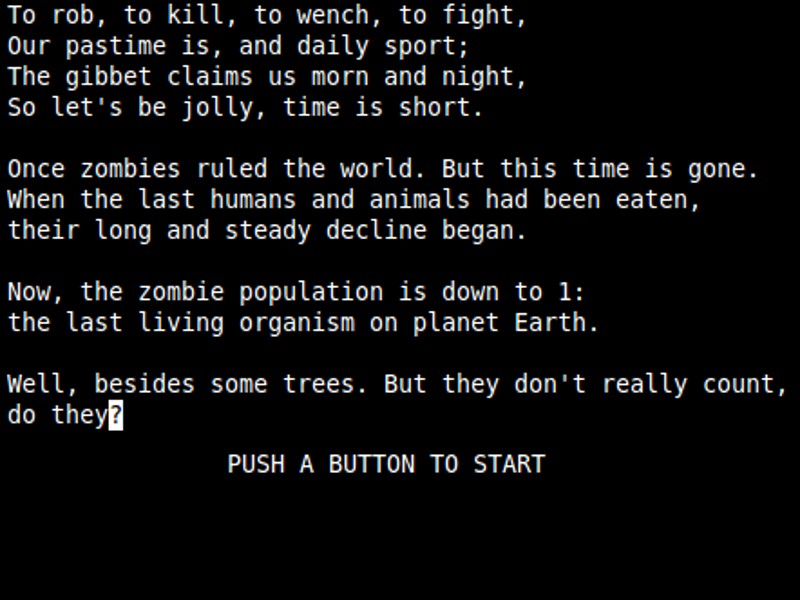 To rob, to kill, to wench, to fight,
Our pastime is, and daily sport;
The gibbet claims us morn and night,
So let's be jolly, time is short.
Once zombies ruled the world. But this time is gone.
When the last humans and animals had been eaten,
their long and steady decline began.
Now, the zombie population is down to 1:
the last living organism on planet Earth.
Well, besides some trees. But they don't really count,
do they?
PUSH A BUTTON TO START